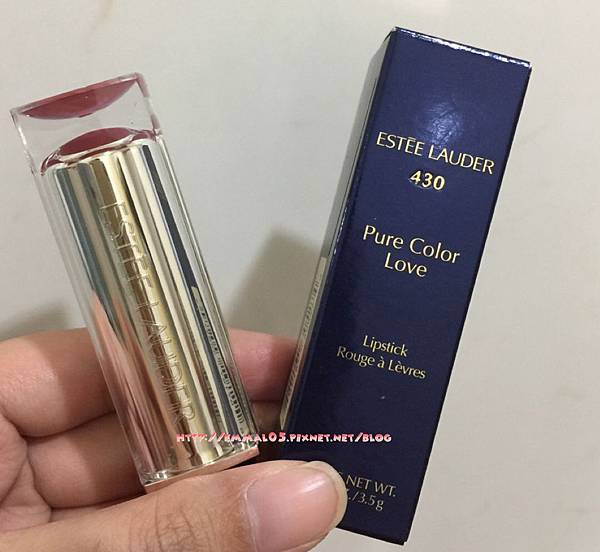 ESTĒE LAUDER
430
Pure Color
Love
Lipstick
Rouge à Lèvres
NET WT.
/3.5g
ESTĒE LAUDER
HTTP://EMMAL05.PIXNET.NET/BLOG